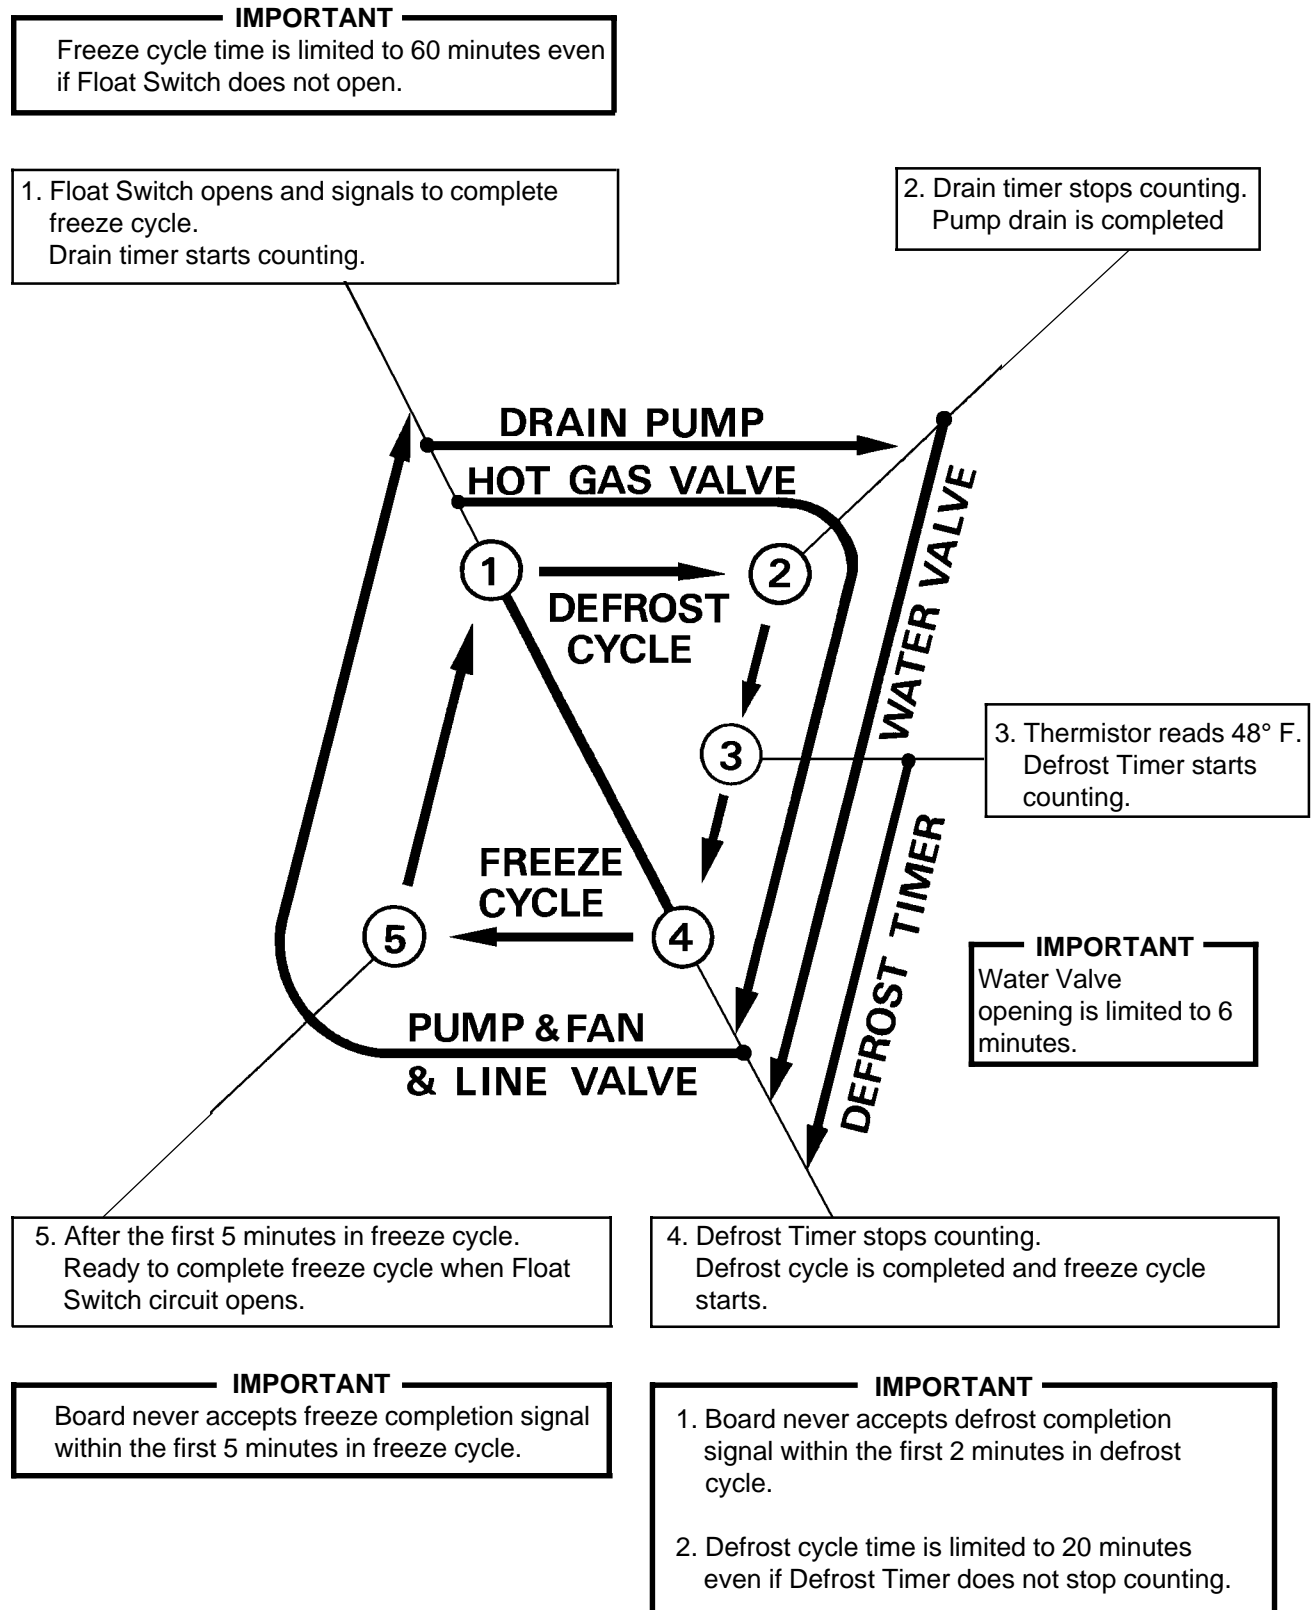 IMPORTANT
Freeze cycle time is limited to 60 minutes even
if Float Switch does not open.
1. Float Switch opens and signals to complete
freeze cycle.
Drain timer starts counting.
2. Drain timer stops counting.
Pump drain is completed
DRAIN PUMP
HOT GAS VALVE
WATER VALVE
1
2
DEFROST
CYCLE
3
3. Thermistor reads 48° F.
Defrost Timer starts
counting.
DEFROST TIMER
FREEZE
CYCLE
5
4
IMPORTANT
Water Valve
opening is limited to 6
minutes.
PUMP & FAN
& LINE VALVE
5. After the first 5 minutes in freeze cycle.
Ready to complete freeze cycle when Float
Switch circuit opens.
4. Defrost Timer stops counting.
Defrost cycle is completed and freeze cycle
starts.
IMPORTANT
Board never accepts freeze completion signal
within the first 5 minutes in freeze cycle.
IMPORTANT
1. Board never accepts defrost completion
signal within the first 2 minutes in defrost
cycle.
2. Defrost cycle time is limited to 20 minutes
even if Defrost Timer does not stop counting.